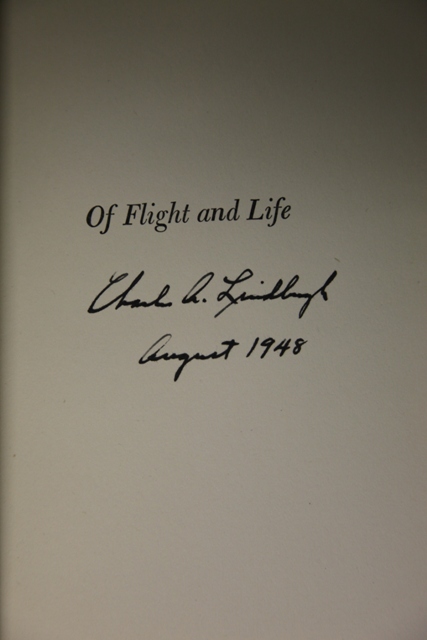 Of Flight and Life
Charles A. Lindbergh
August 1948